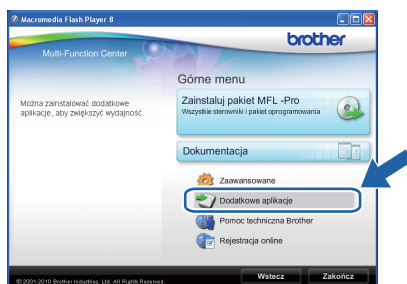 Macromedia Flash Player 8
brother
Multi-Function Center
Górne menu
Można zainstalować dodatkowe
aplikacje, aby zwiększyć wydajność.
Zainstaluj pakiet MFL -Pro
Wszystkie sterowniki i pakiet oprogramowania
Dokumentacja
Zaawansowane
Dodatkowe aplikacje
Pomoc techniczna Brother
Rejestracja online
© 2001-2010 Brother Industries, Ltd. All Rights Reserved.
Wstecz
Zakończ